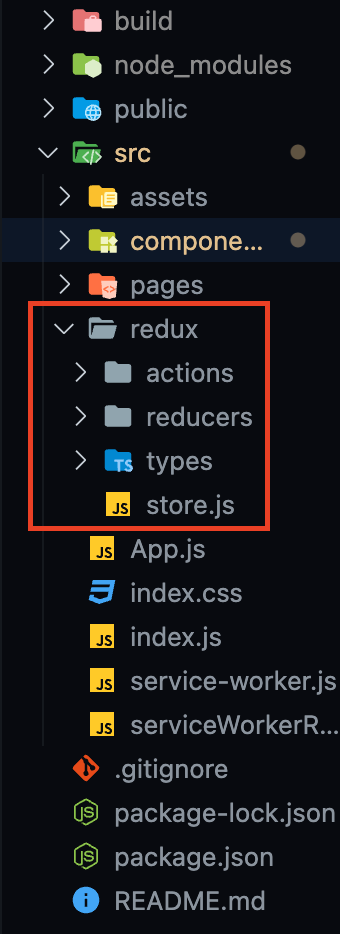 build
node_modules
public
src
assets
compone...
pages
redux
actions
reducers
TS types
JS store.js
JS App.js
index.css
JS index.js
JS service-worker.js
JS serviceWorkerR...
.gitignore
JS package-lock.json
JS package.json
i README.md